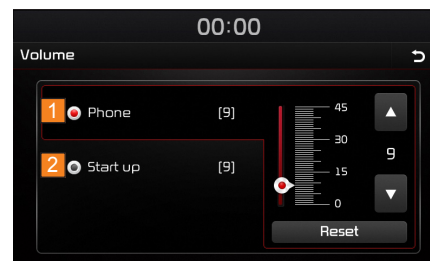 00:00
Volume
1 Phone [9]
2 Start up [9]
45
30
15
0
▲
9
▼
Reset